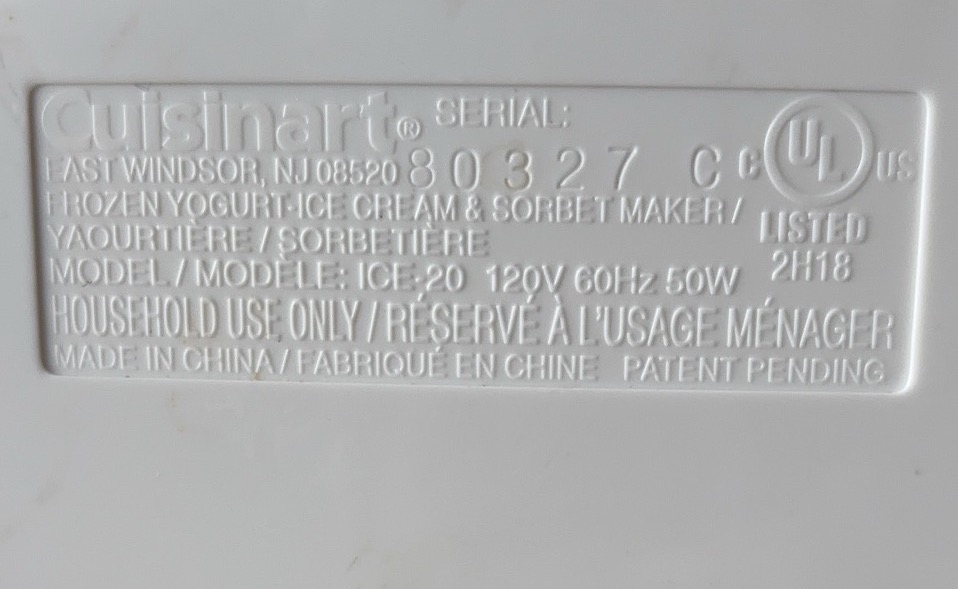 Cuisinart® SERIAL:
EAST WINDSOR, NJ 08520 80327 C
FROZEN YOGURT-ICE CREAM & SORBET MAKER /
YAOURTIÈRE / SORBETIÈRE
MODEL / MODÈLE: ICE-20 120V 60Hz 50W
HOUSEHOLD USE ONLY / RÉSERVÉ À L'USAGE MÉNAGER
MADE IN CHINA / FABRIQUÉ EN CHINE PATENT PENDING
C UL US
LISTED
2H18